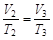 V₂/T₂ = V₃/T₃